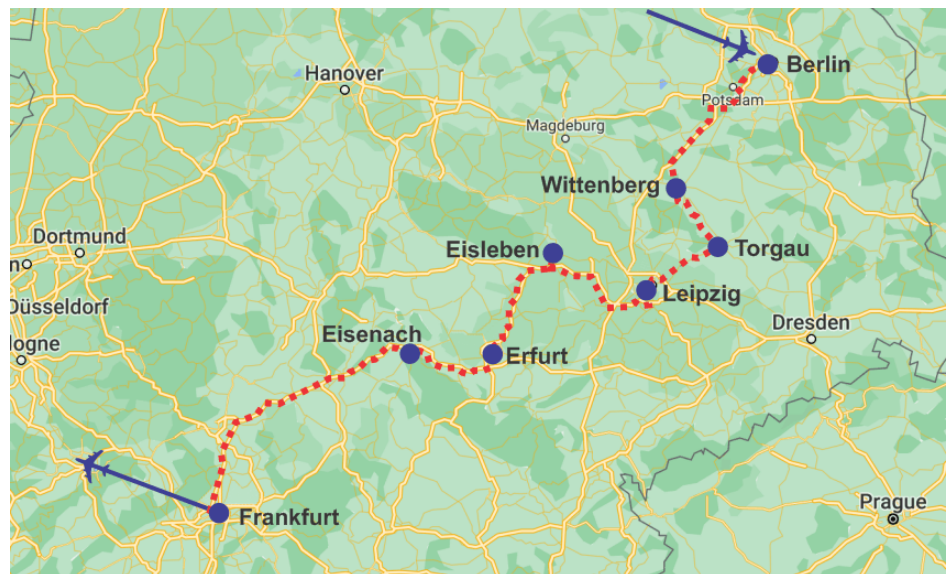 Hanover
Berlin
Potsdam
Magdeburg
Wittenberg
Dortmund
Eisleben
Torgau
n
Düsseldorf
Leipzig
Eisenach
Dresden
logne
Erfurt
Frankfurt
Prague